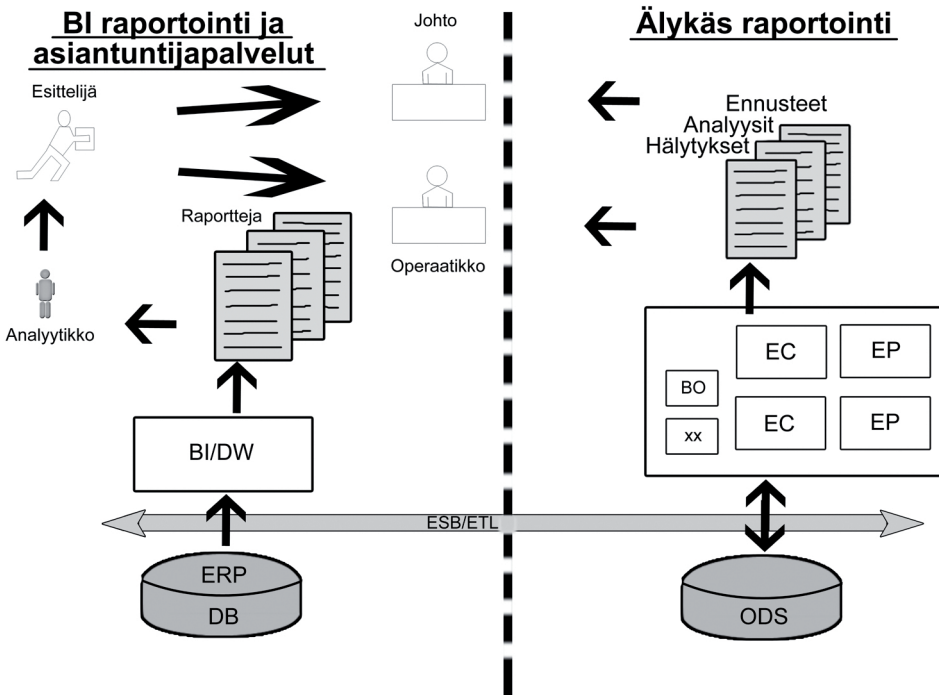 BI raportointi ja
asiantuntijapalvelut
Esittelijä
Johto
Raportteja
Operaatikko
Analyytikko
BI/DW
ERP
DB
ESB/ETL
Älykäs raportointi
Ennusteet
Analyysit
Hälytykset
EC
EP
BO
EC
EP
xx
ODS